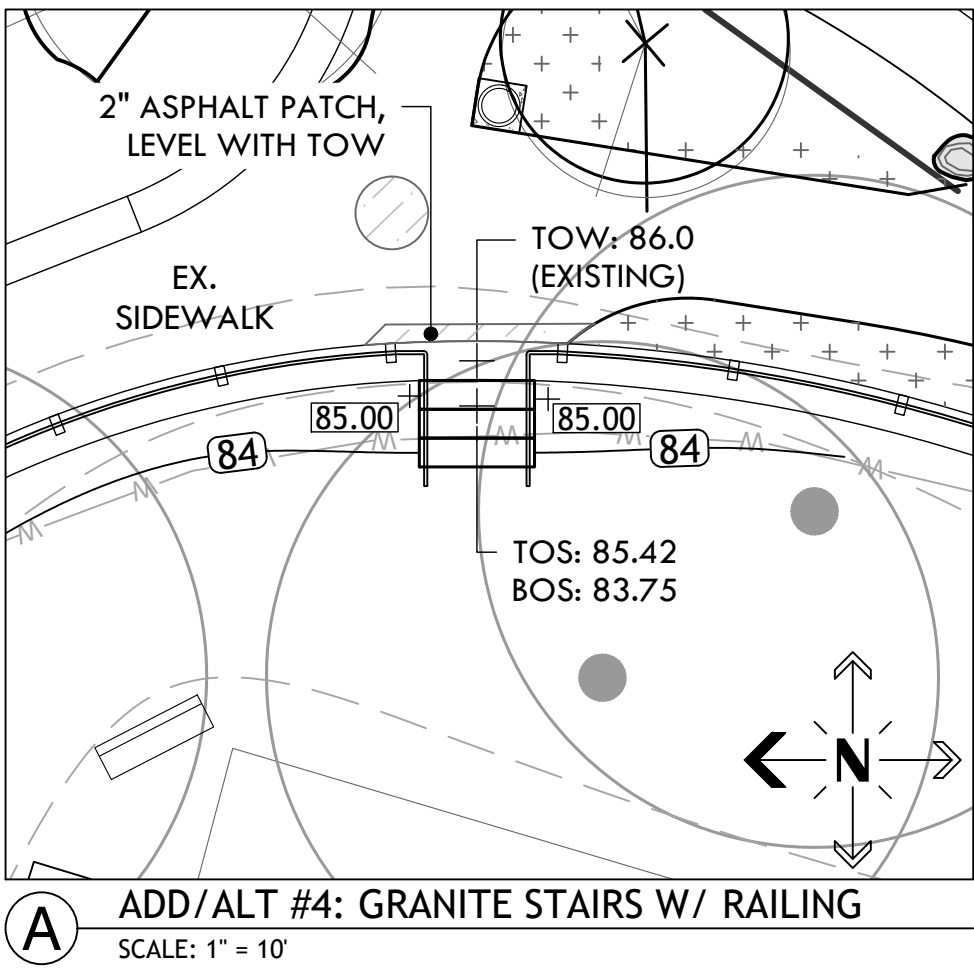 2" ASPHALT PATCH,
LEVEL WITH TOW
TOW: 86.0
(EXISTING)
EX.
SIDEWALK
85.00
85.00
84
84
W
W
W
W
W
W
W
TOS: 85.42
BOS: 83.75
N
A
ADD/ALT #4: GRANITE STAIRS W/ RAILING
SCALE: 1" = 10'